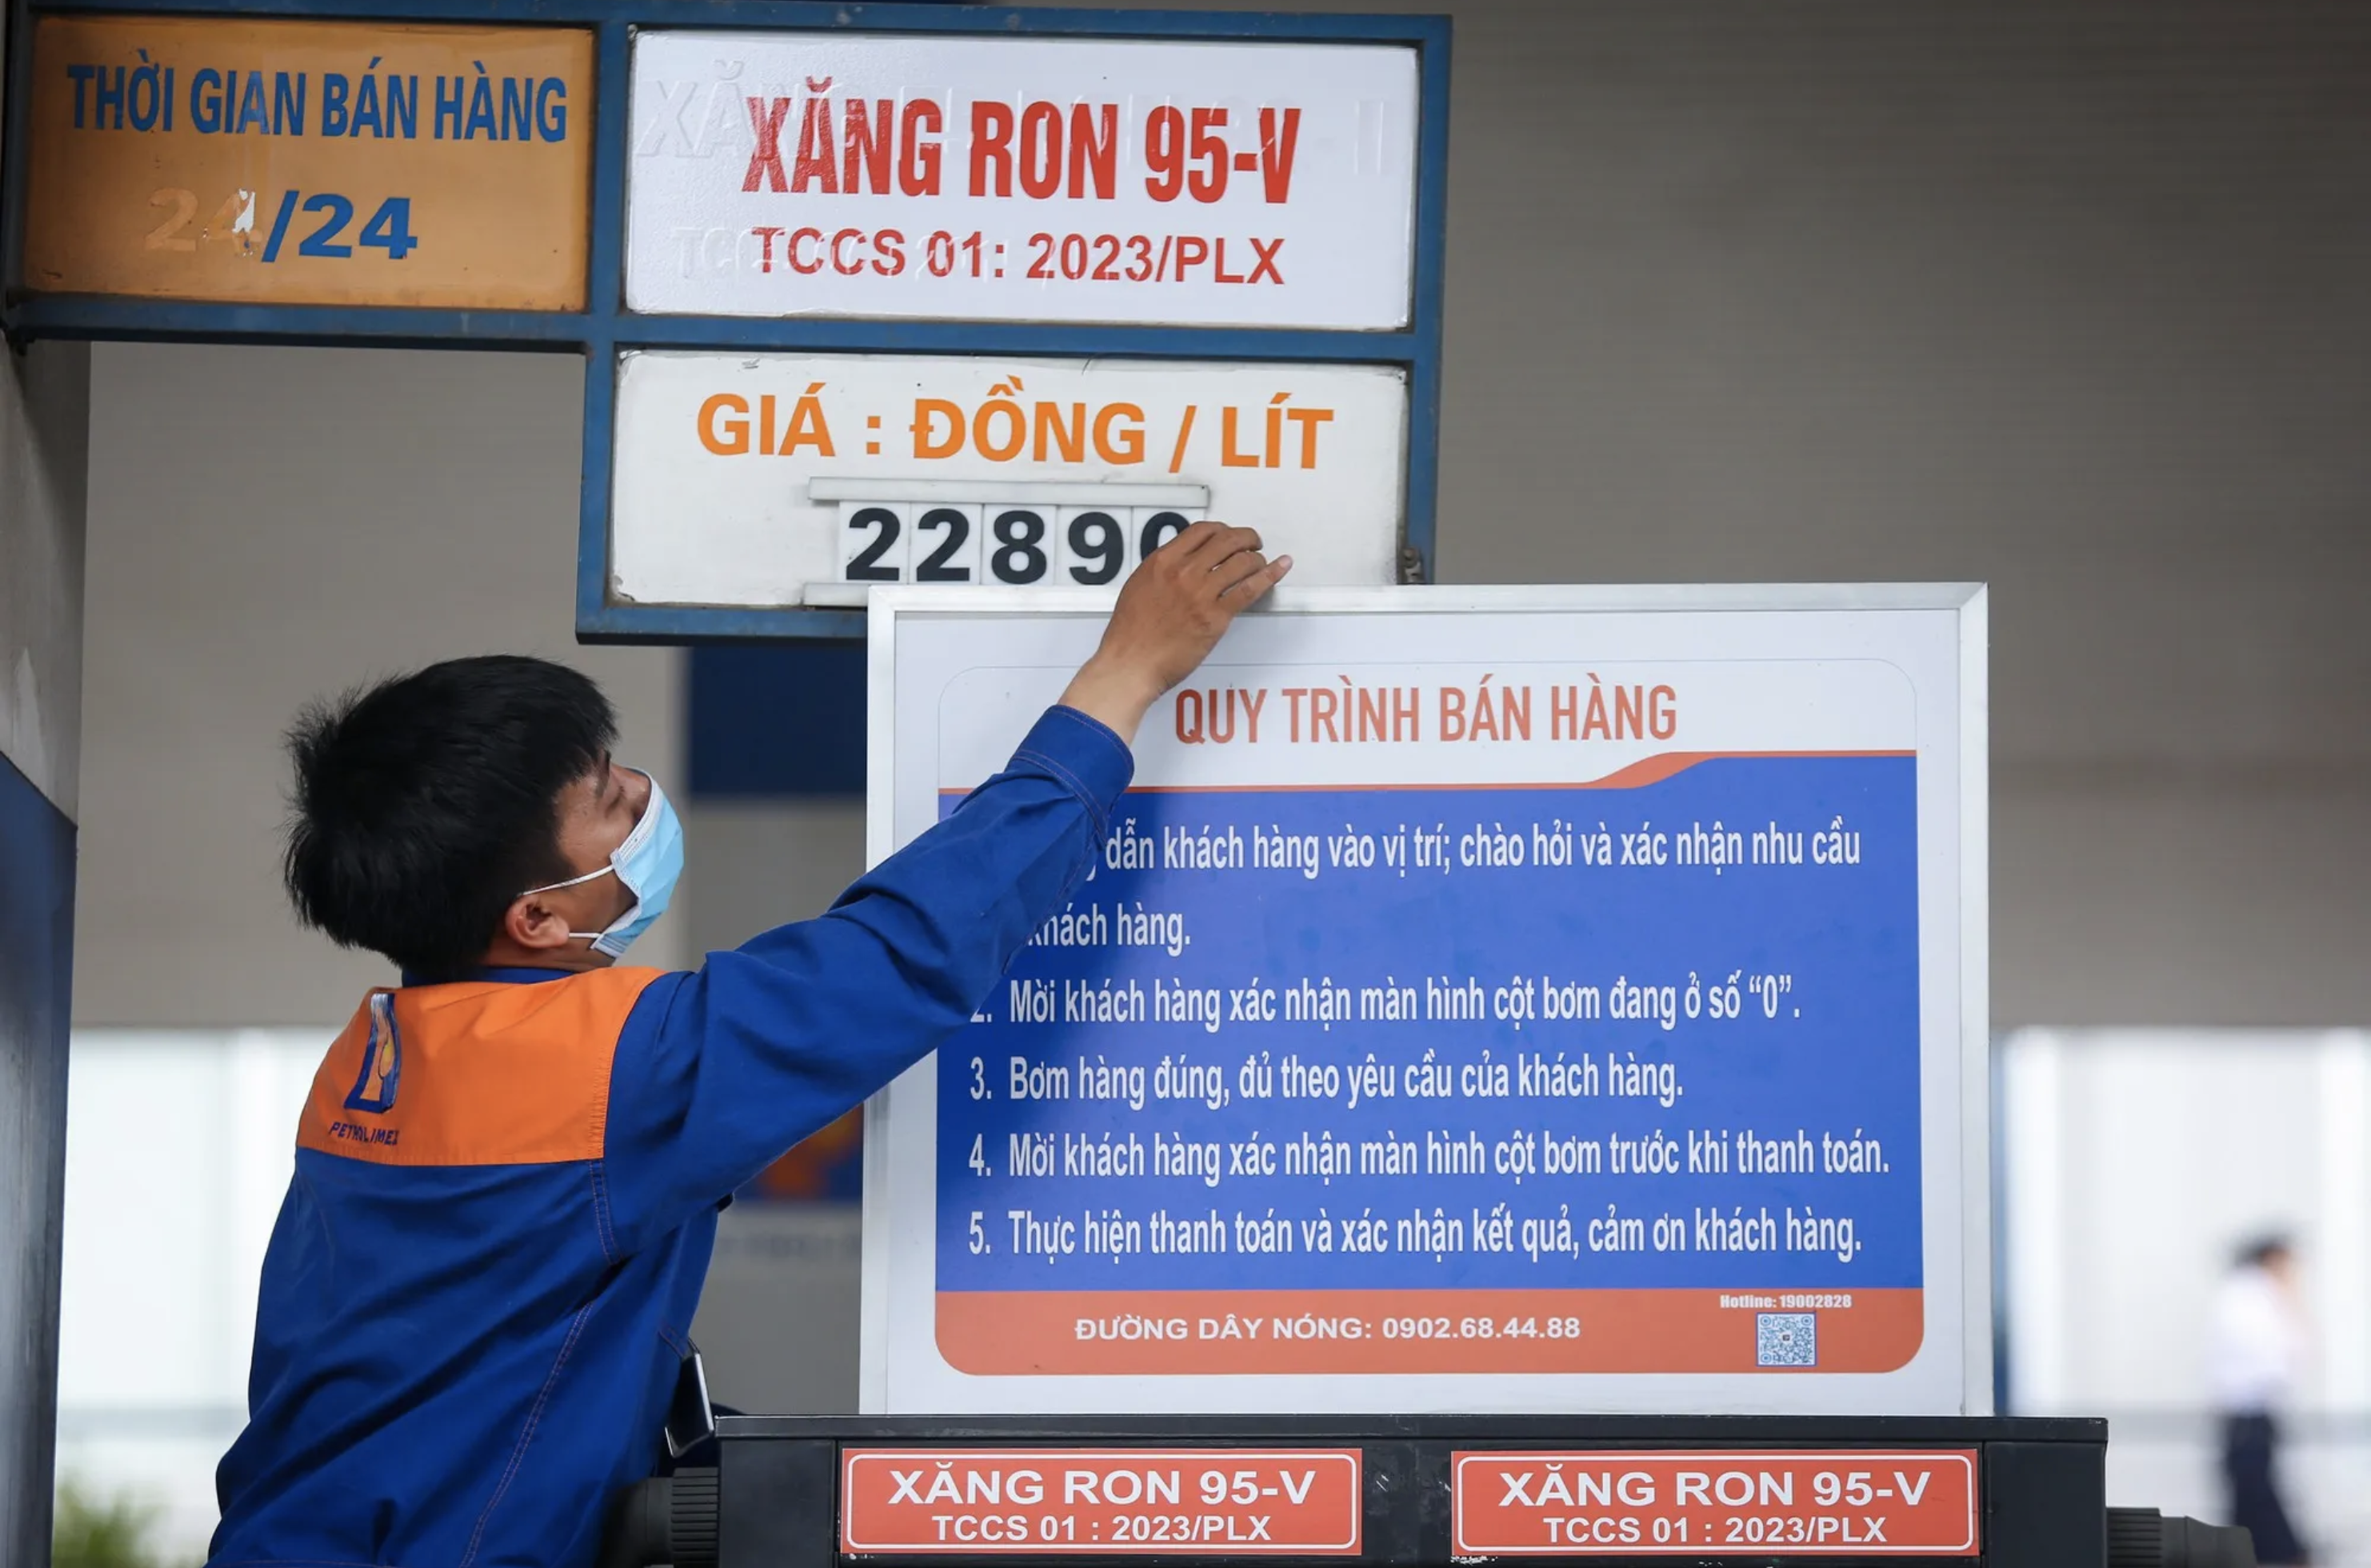 THỜI GIAN BÁN HÀNG
24/24
XĂNG RON 95-V
TCCS 01: 2023/PLX
GIÁ : ĐỒNG / LÍT
22890
QUY TRÌNH BÁN HÀNG
dẫn khách hàng vào vị trí; chào hỏi và xác nhận nhu cầu
khách hàng.
2. Mời khách hàng xác nhận màn hình cột bơm đang ở số “0”.
3. Bơm hàng đúng, đủ theo yêu cầu của khách hàng.
4. Mời khách hàng xác nhận màn hình cột bơm trước khi thanh toán.
5. Thực hiện thanh toán và xác nhận kết quả, cảm ơn khách hàng.
Hotline: 19002828
ĐƯỜNG DÂY NÓNG: 0902.68.44.88
PETROLIMEX
XĂNG RON 95-V
TCCS 01 : 2023/PLX
XĂNG RON 95-V
TCCS 01 : 2023/PLX